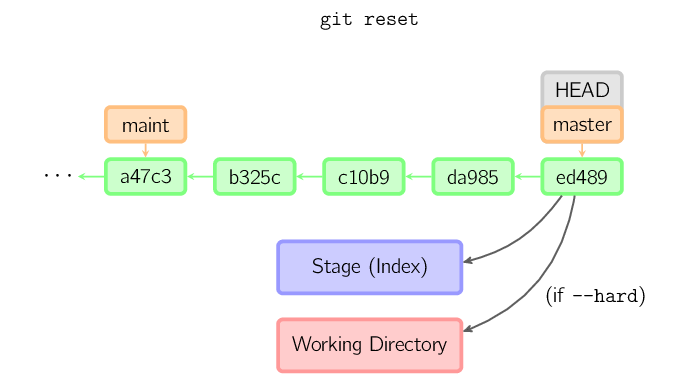 git reset
HEAD
maint
master
...
a47c3
b325c
c10b9
da985
ed489
Stage (Index)
(if --hard)
Working Directory